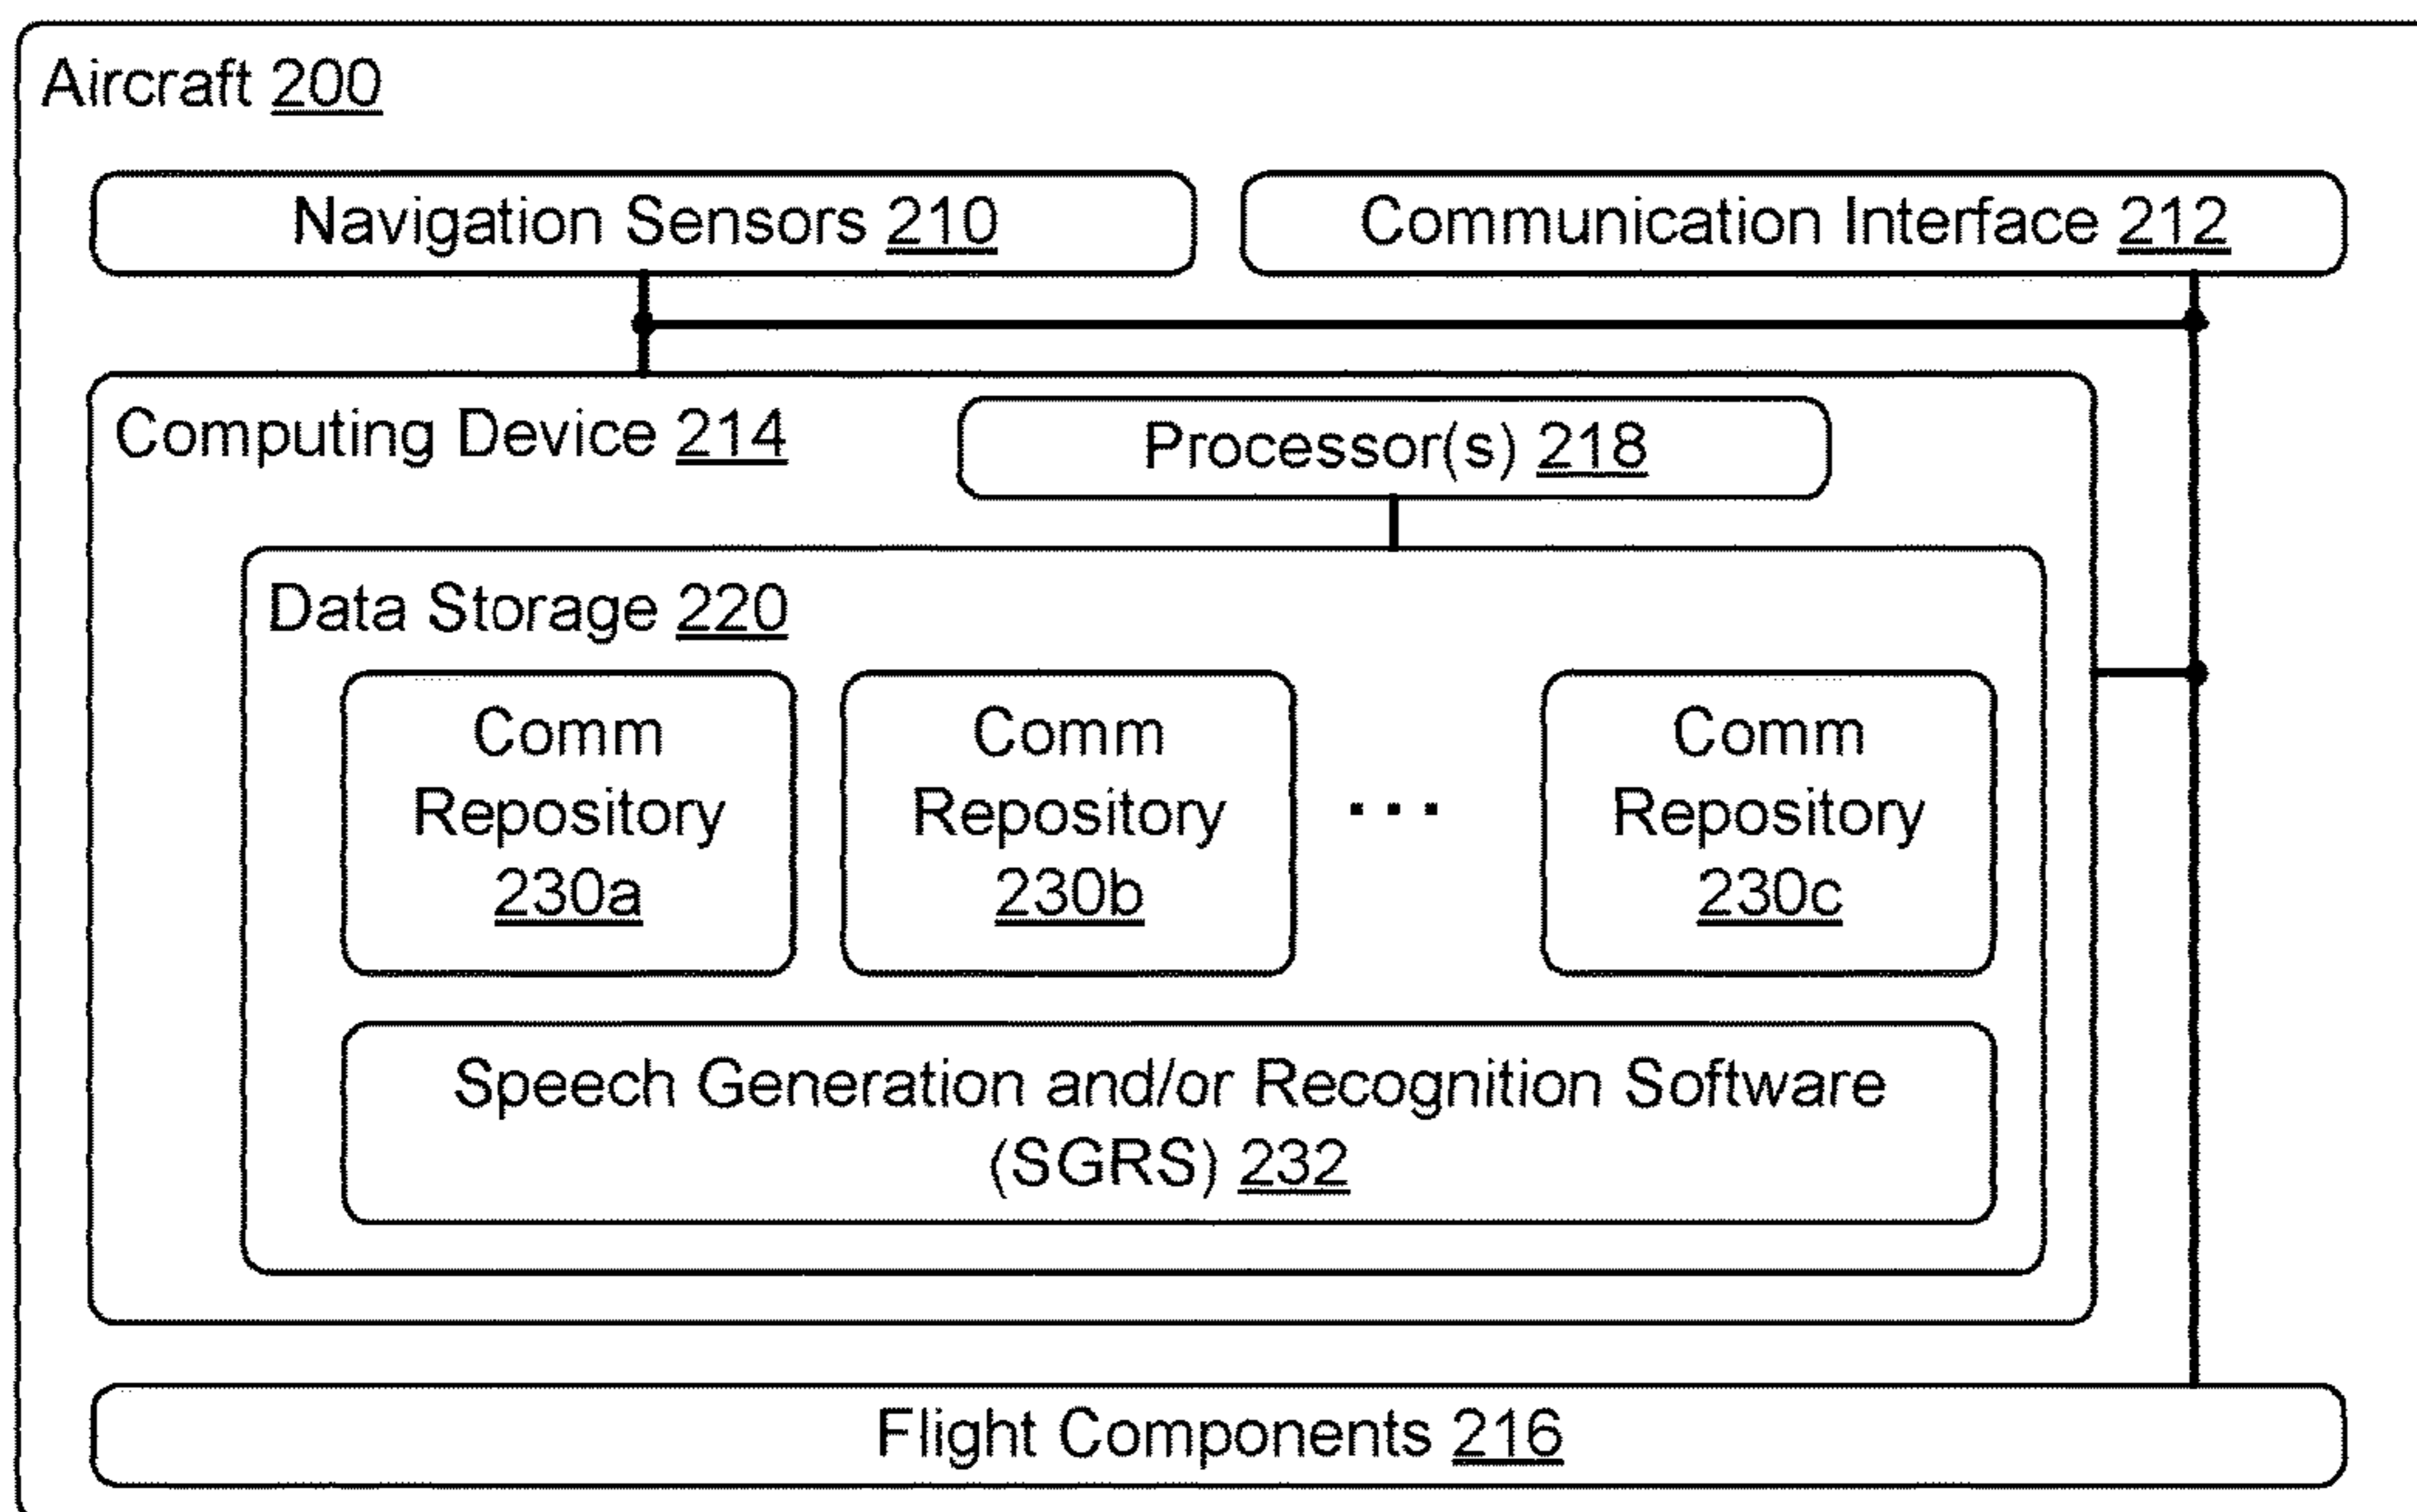 Aircraft 200
Navigation Sensors 210
Communication Interface 212
Computing Device 214
Processor(s) 218
Data Storage 220
Comm
Repository
230a
Comm
Repository
230b
...
Comm
Repository
230c
Speech Generation and/or Recognition Software
(SGRS) 232
Flight Components 216